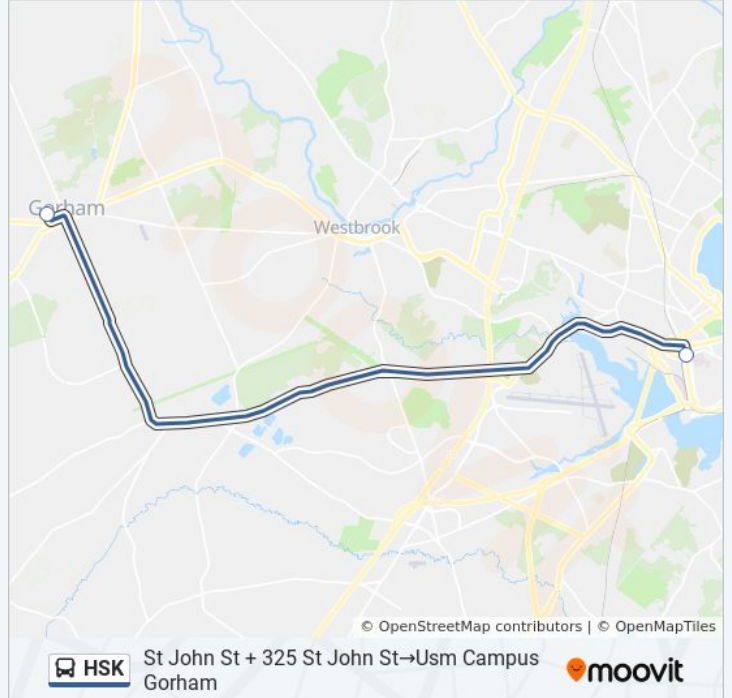 Gorham
Westbrook
© OpenStreetMap contributors | © OpenMapTiles
HSK
St John St + 325 St John St→Usm Campus
Gorham
moovit